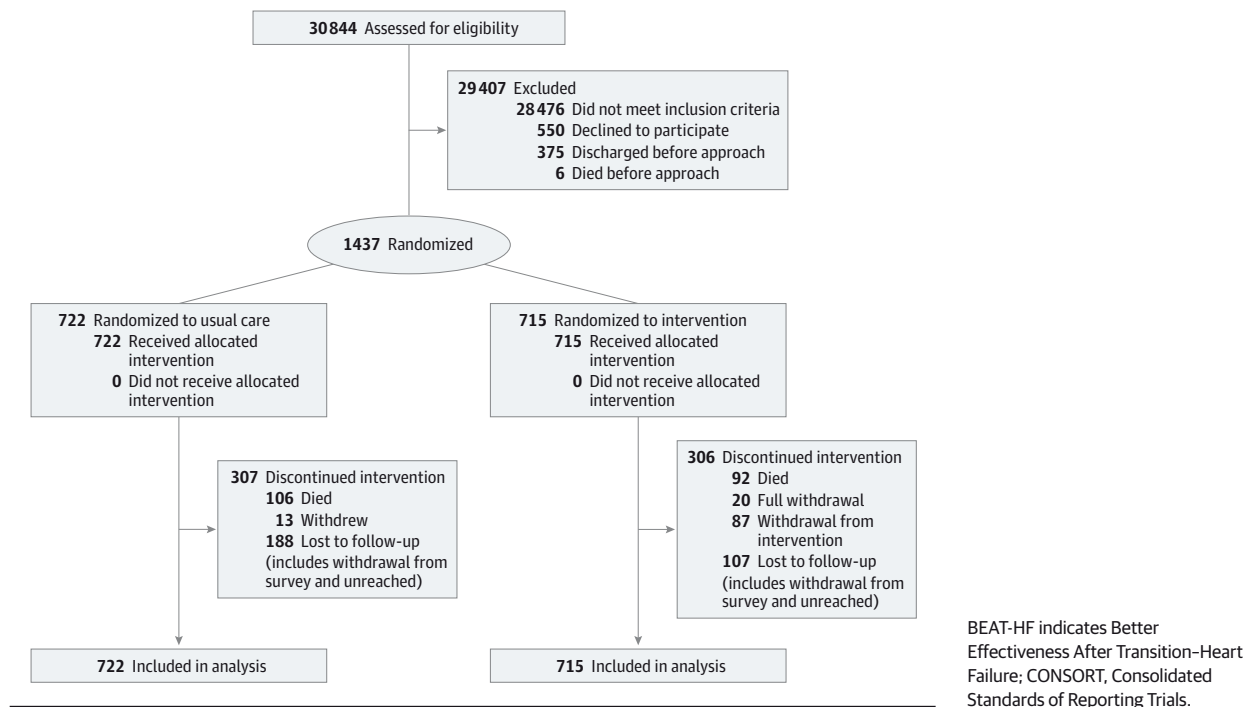 30844 Assessed for eligibility
29407 Excluded
28476 Did not meet inclusion criteria
550 Declined to participate
375 Discharged before approach
6 Died before approach
1437 Randomized
722 Randomized to usual care
722 Received allocated
intervention
0 Did not receive allocated
intervention
715 Randomized to intervention
715 Received allocated
intervention
0 Did not receive allocated
intervention
307 Discontinued intervention
106 Died
13 Withdrew
188 Lost to follow-up
(includes withdrawal from
survey and unreached)
306 Discontinued intervention
92 Died
20 Full withdrawal
87 Withdrawal from
intervention
107 Lost to follow-up
(includes withdrawal from
survey and unreached)
722 Included in analysis
715 Included in analysis
BEAT-HF indicates Better
Effectiveness After Transition–Heart
Failure; CONSORT, Consolidated
Standards of Reporting Trials.